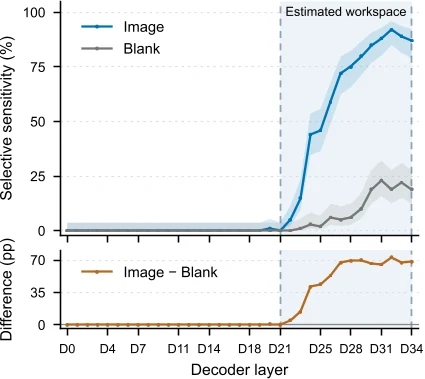 Estimated workspace
Selective sensitivity (%)
100
75
50
25
0
Image
Blank
Difference (pp)
70
35
0
Image − Blank
D0 D4 D7 D11 D14 D18 D21 D25 D28 D31 D34
Decoder layer